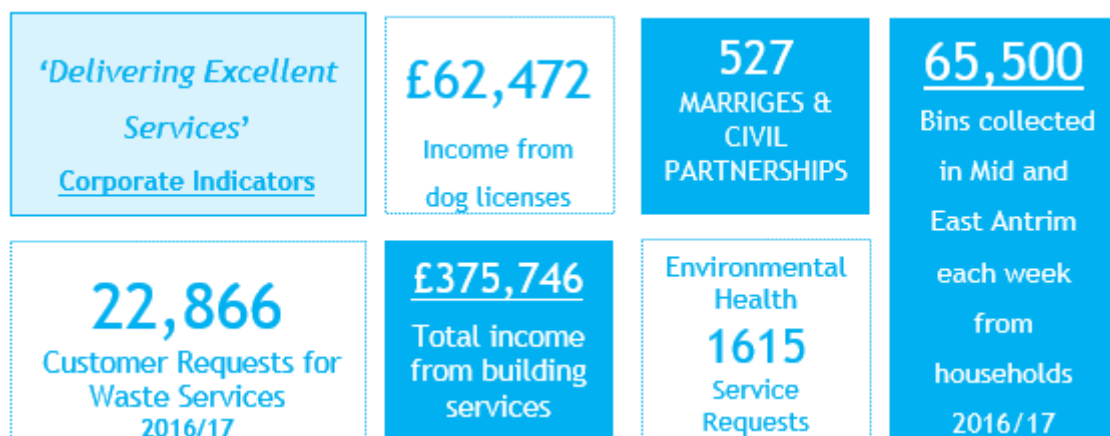 ‘Delivering Excellent
Services’
Corporate Indicators
£62,472
Income from
dog licenses
527
MARRIGES &
CIVIL
PARTNERSHIPS
65,500
Bins collected
in Mid and
East Antrim
each week
from
households
2016/17
22,866
Customer Requests for
Waste Services
2016/17
£375,746
Total income
from building
services
Environmental
Health
1615
Service
Requests